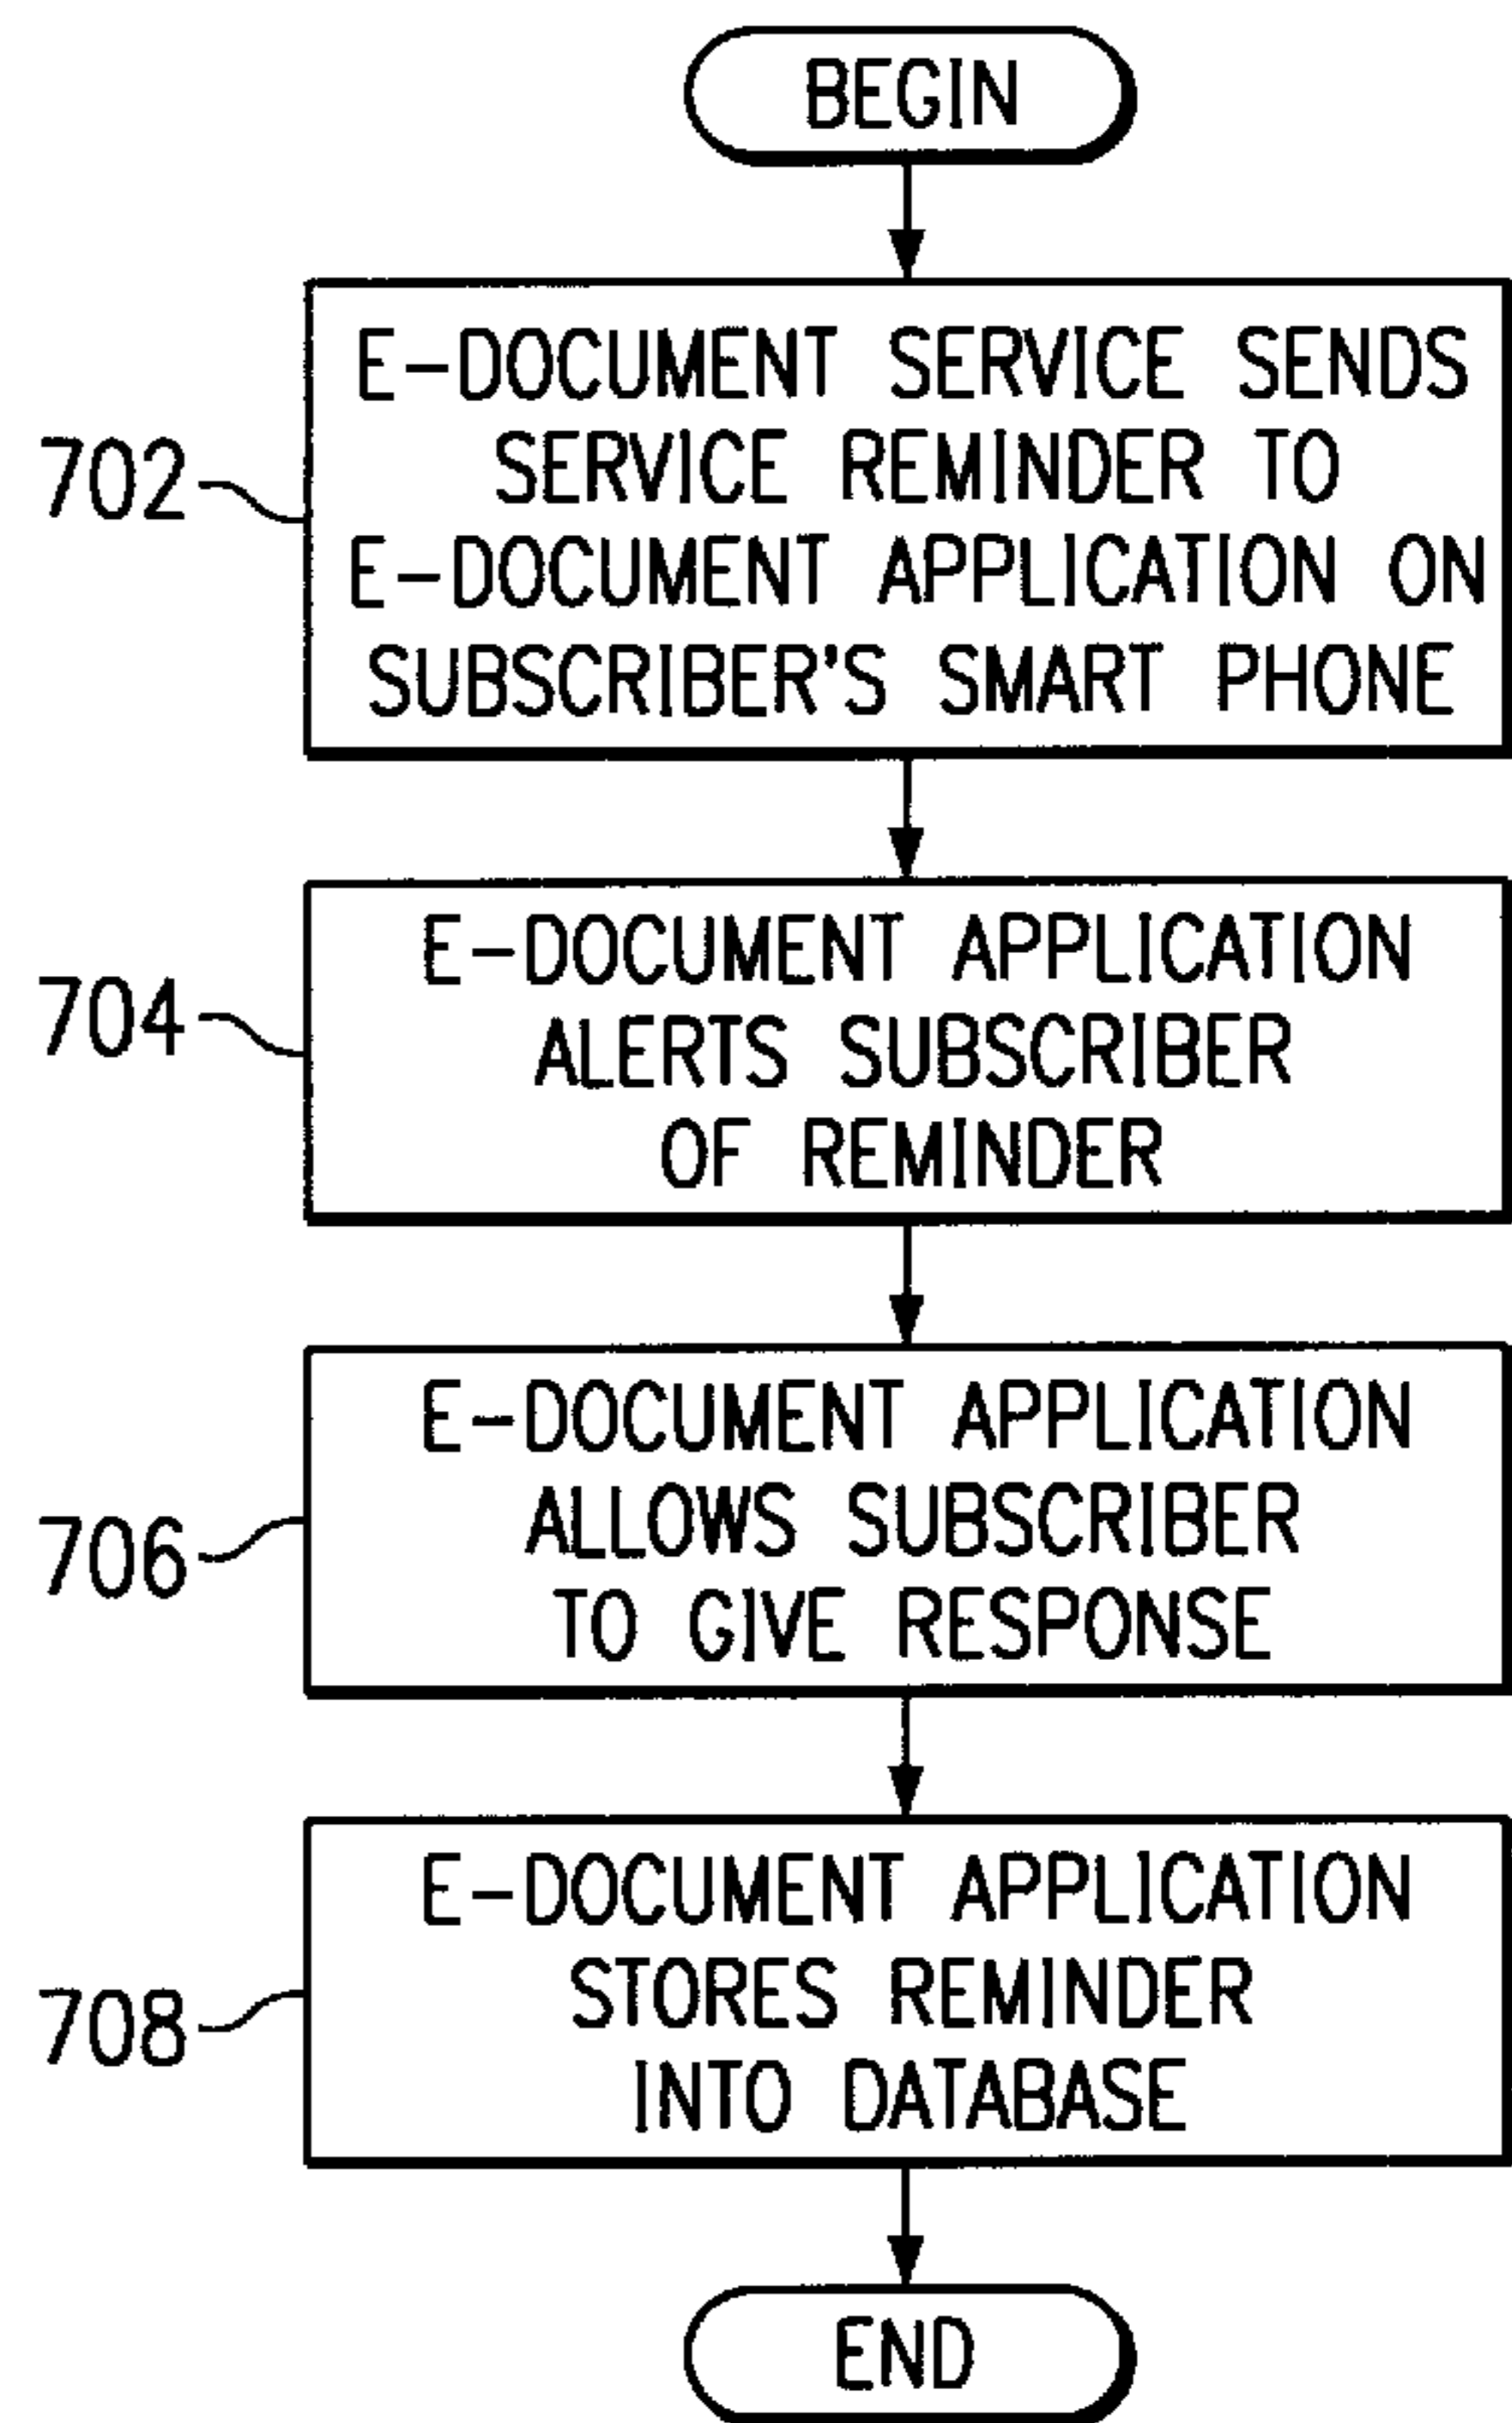 BEGIN
702
E-DOCUMENT SERVICE SENDS
SERVICE REMINDER TO
E-DOCUMENT APPLICATION ON
SUBSCRIBER'S SMART PHONE
704
E-DOCUMENT APPLICATION
ALERTS SUBSCRIBER
OF REMINDER
706
E-DOCUMENT APPLICATION
ALLOWS SUBSCRIBER
TO GIVE RESPONSE
708
E-DOCUMENT APPLICATION
STORES REMINDER
INTO DATABASE
END